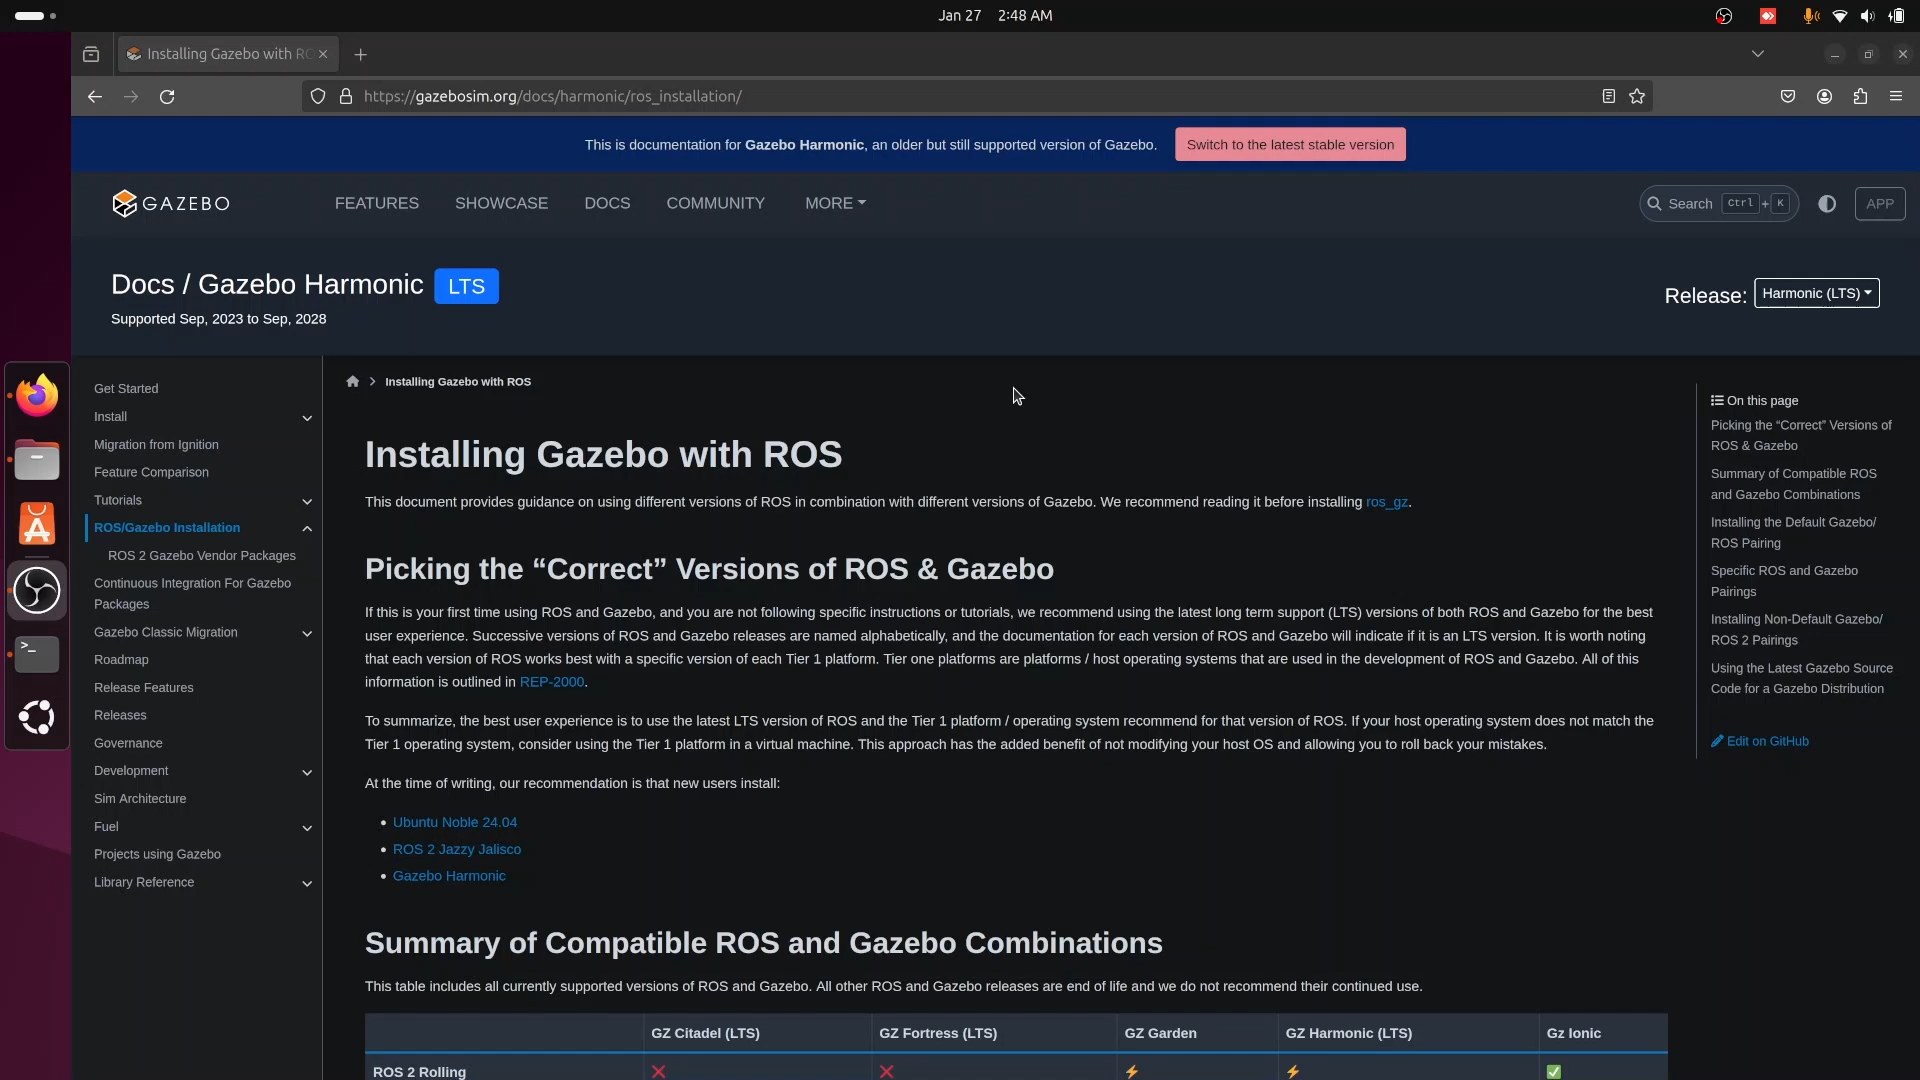 Jan 27 2:48 AM
Installing Gazebo with RO
https://gazebosim.org/docs/harmonic/ros_installation/
This is documentation for Gazebo Harmonic, an older but still supported version of Gazebo.
Switch to the latest stable version
GAZEBO
FEATURES
SHOWCASE
DOCS
COMMUNITY
MORE
Search Ctrl + K
APP
Docs / Gazebo Harmonic LTS
Supported Sep, 2023 to Sep, 2028
Release: Harmonic (LTS)
Get Started
Install
Migration from Ignition
Feature Comparison
Tutorials
ROS/Gazebo Installation
ROS 2 Gazebo Vendor Packages
Continuous Integration For Gazebo
Packages
Gazebo Classic Migration
Roadmap
Release Features
Releases
Governance
Development
Sim Architecture
Fuel
Projects using Gazebo
Library Reference
Installing Gazebo with ROS
Installing Gazebo with ROS
This document provides guidance on using different versions of ROS in combination with different versions of Gazebo. We recommend reading it before installing ros_gz.
Picking the “Correct” Versions of ROS & Gazebo
If this is your first time using ROS and Gazebo, and you are not following specific instructions or tutorials, we recommend using the latest long term support (LTS) versions of both ROS and Gazebo for the best
user experience. Successive versions of ROS and Gazebo releases are named alphabetically, and the documentation for each version of ROS and Gazebo will indicate if it is an LTS version. It is worth noting
that each version of ROS works best with a specific version of each Tier 1 platform. Tier one platforms are platforms / host operating systems that are used in the development of ROS and Gazebo. All of this
information is outlined in REP-2000.
To summarize, the best user experience is to use the latest LTS version of ROS and the Tier 1 platform / operating system recommend for that version of ROS. If your host operating system does not match the
Tier 1 operating system, consider using the Tier 1 platform in a virtual machine. This approach has the added benefit of not modifying your host OS and allowing you to roll back your mistakes.
At the time of writing, our recommendation is that new users install:
• Ubuntu Noble 24.04
• ROS 2 Jazzy Jalisco
• Gazebo Harmonic
Summary of Compatible ROS and Gazebo Combinations
This table includes all currently supported versions of ROS and Gazebo. All other ROS and Gazebo releases are end of life and we do not recommend their continued use.
GZ Citadel (LTS) GZ Fortress (LTS) GZ Garden GZ Harmonic (LTS) Gz Ionic
ROS 2 Rolling ❌ ❌ ⚡ ⚡ ✅
On this page
Picking the “Correct” Versions of
ROS & Gazebo
Summary of Compatible ROS
and Gazebo Combinations
Installing the Default Gazebo/
ROS Pairing
Specific ROS and Gazebo
Pairings
Installing Non-Default Gazebo/
ROS 2 Pairings
Using the Latest Gazebo Source
Code for a Gazebo Distribution
Edit on GitHub